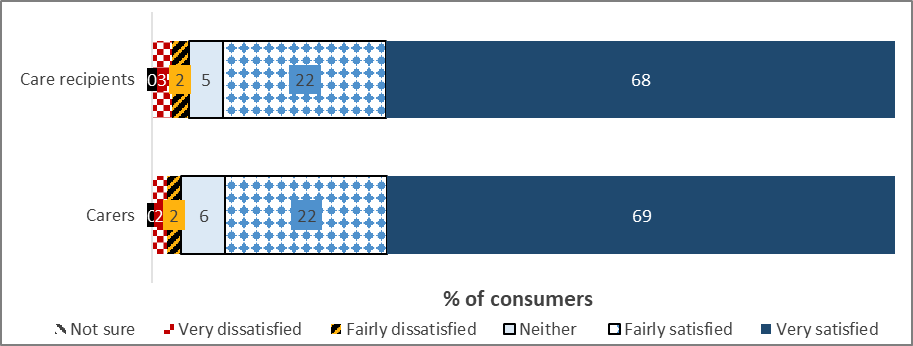 Care recipients 0 3 2 5 22 68
Carers 0 2 2 6 22 69
% of consumers
Not sure Very dissatisfied Fairly dissatisfied Neither Fairly satisfied Very satisfied